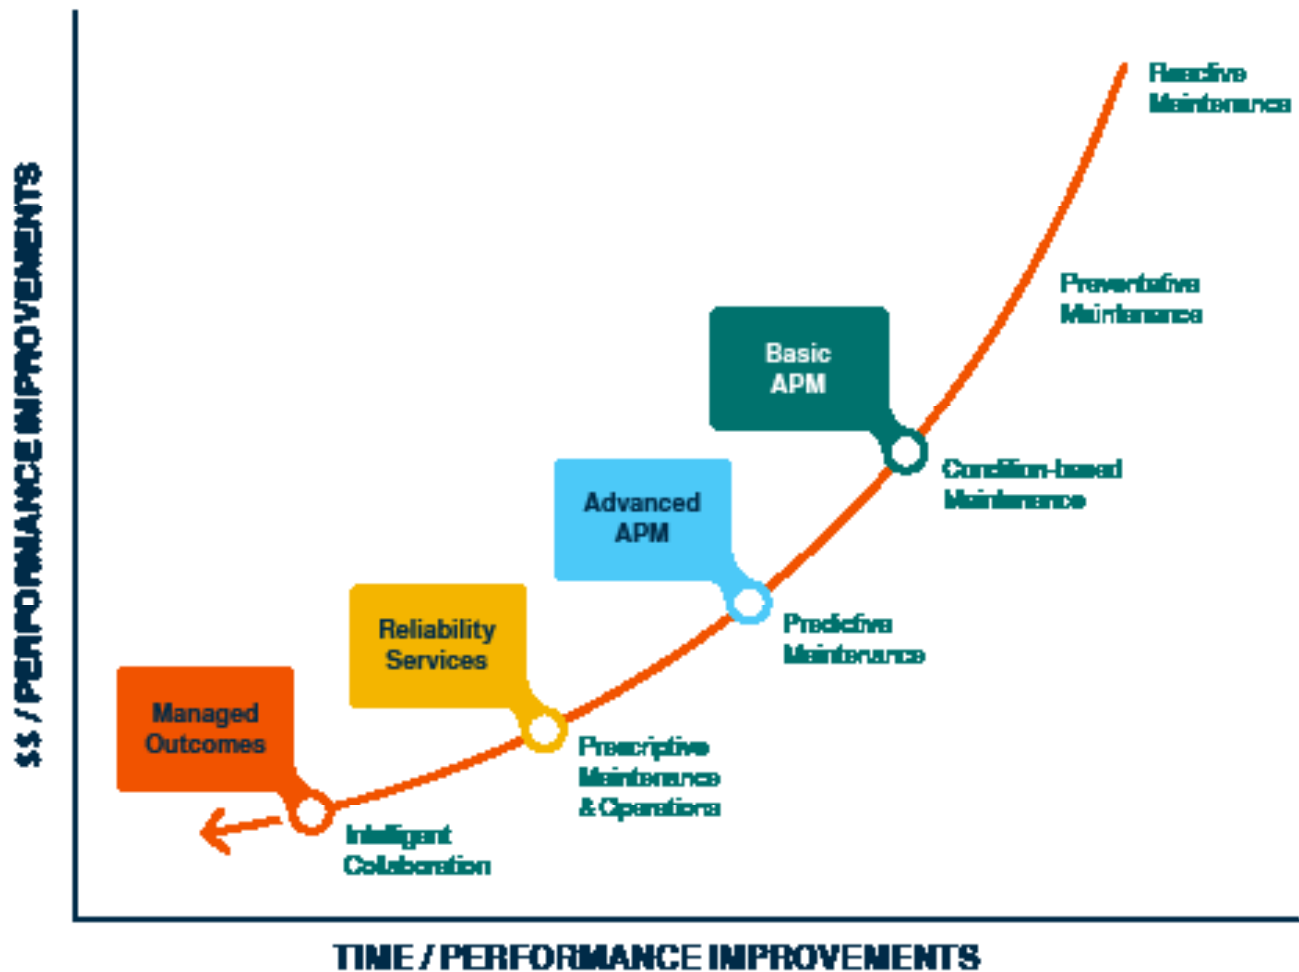 $$ / PERFORMANCE IMPROVEMENTS
Reactive
Maintenance
Preventative
Maintenance
Basic
APM
Condition-based
Maintenance
Advanced
APM
Predictive
Maintenance
Reliability
Services
Prescriptive
Maintenance
& Operations
Managed
Outcomes
Intelligent
Collaboration
TIME / PERFORMANCE IMPROVEMENTS